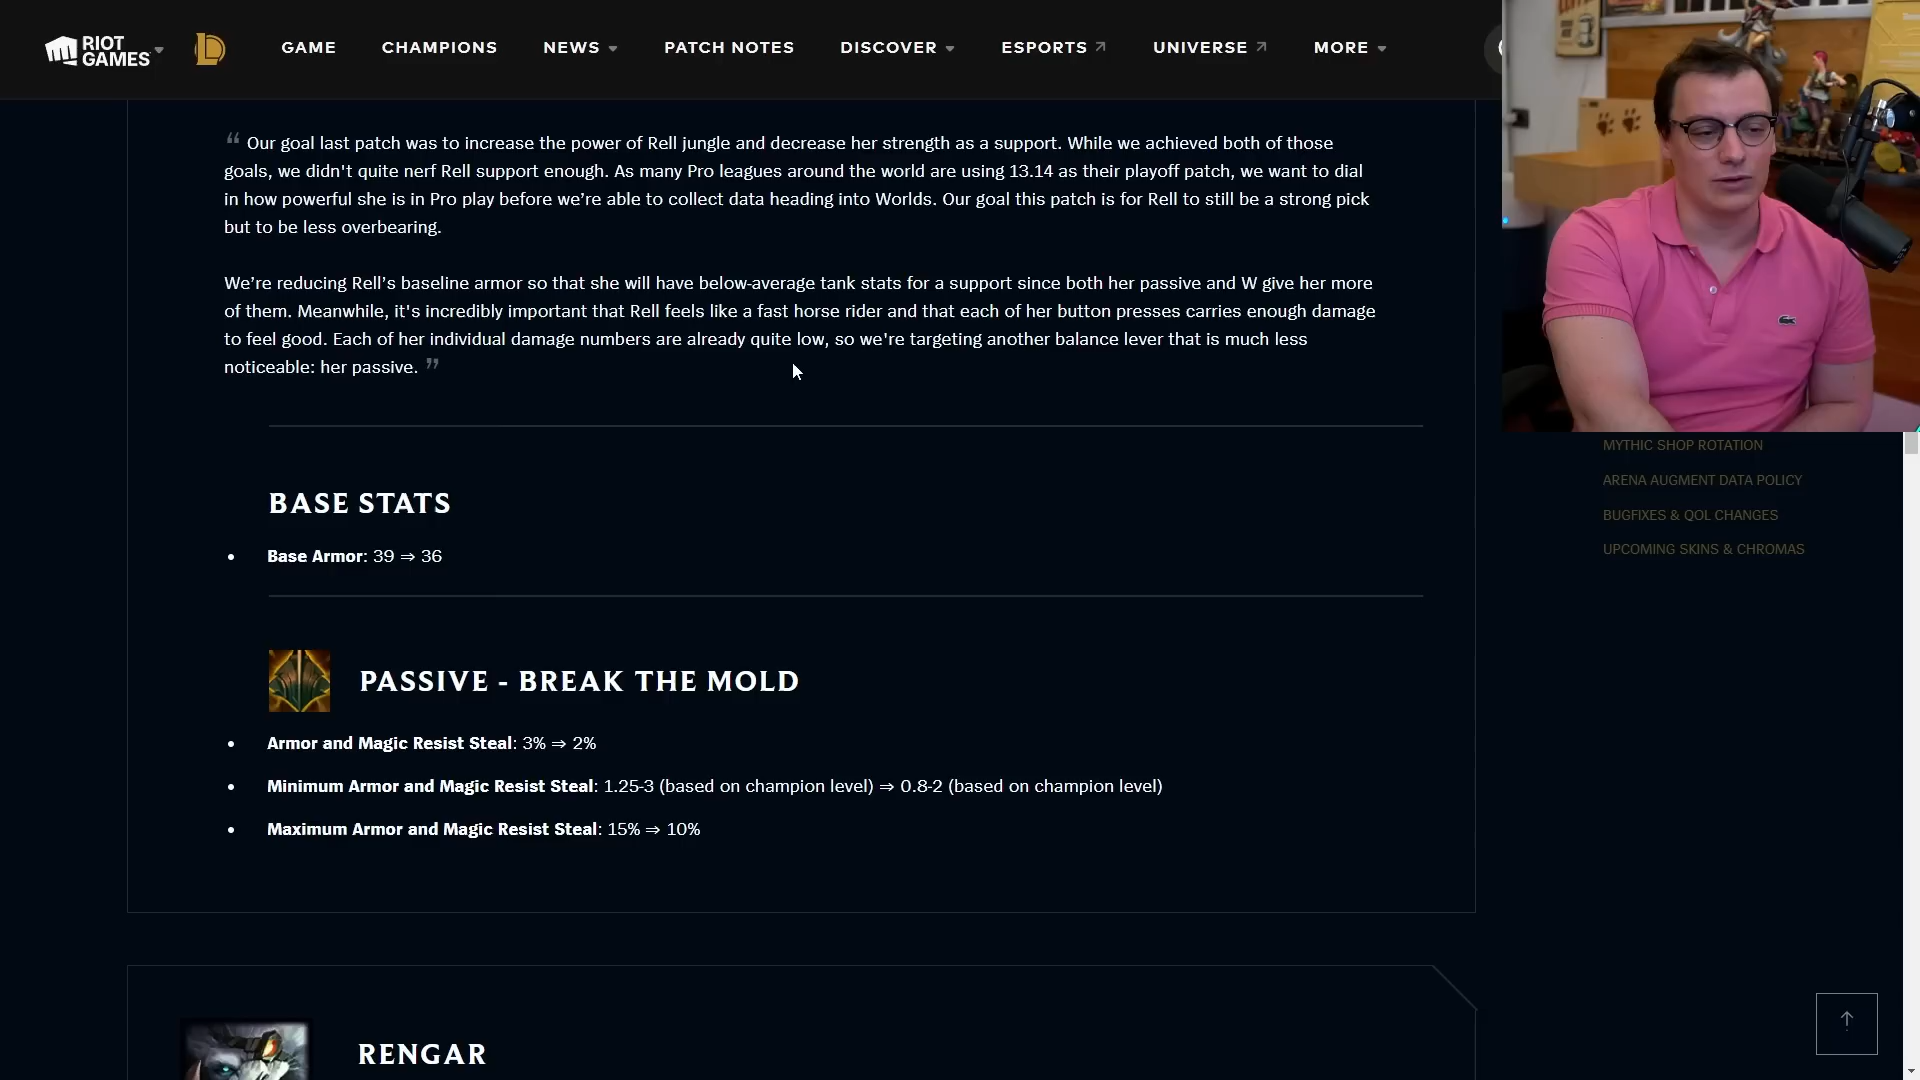 RIOT GAMES
GAME
CHAMPIONS
NEWS
PATCH NOTES
DISCOVER
ESPORTS
UNIVERSE
MORE
“ Our goal last patch was to increase the power of Rell jungle and decrease her strength as a support. While we achieved both of those
goals, we didn't quite nerf Rell support enough. As many Pro leagues around the world are using 13.14 as their playoff patch, we want to dial
in how powerful she is in Pro play before we’re able to collect data heading into Worlds. Our goal this patch is for Rell to still be a strong pick
but to be less overbearing.
We’re reducing Rell’s baseline armor so that she will have below-average tank stats for a support since both her passive and W give her more
of them. Meanwhile, it's incredibly important that Rell feels like a fast horse rider and that each of her button presses carries enough damage
to feel good. Each of her individual damage numbers are already quite low, so we're targeting another balance lever that is much less
noticeable: her passive. ”
BASE STATS
• Base Armor: 39 ⇒ 36
PASSIVE - BREAK THE MOLD
• Armor and Magic Resist Steal: 3% ⇒ 2%
• Minimum Armor and Magic Resist Steal: 1.25-3 (based on champion level) ⇒ 0.8-2 (based on champion level)
• Maximum Armor and Magic Resist Steal: 15% ⇒ 10%
RENGAR
MYTHIC SHOP ROTATION
ARENA AUGMENT DATA POLICY
BUGFIXES & QOL CHANGES
UPCOMING SKINS & CHROMAS